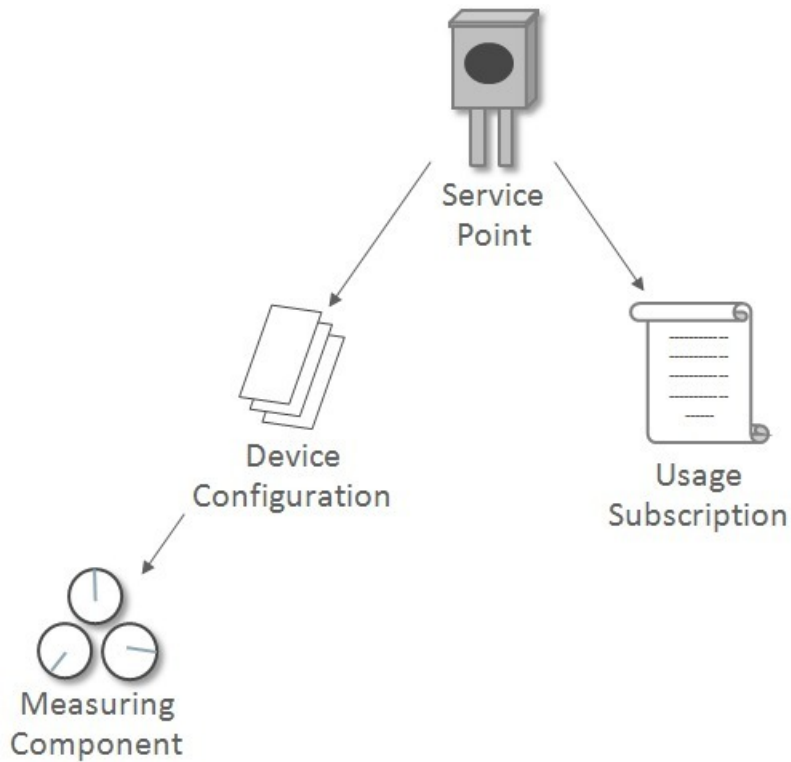 Service
Point
Device
Configuration
Usage
Subscription
Measuring
Component